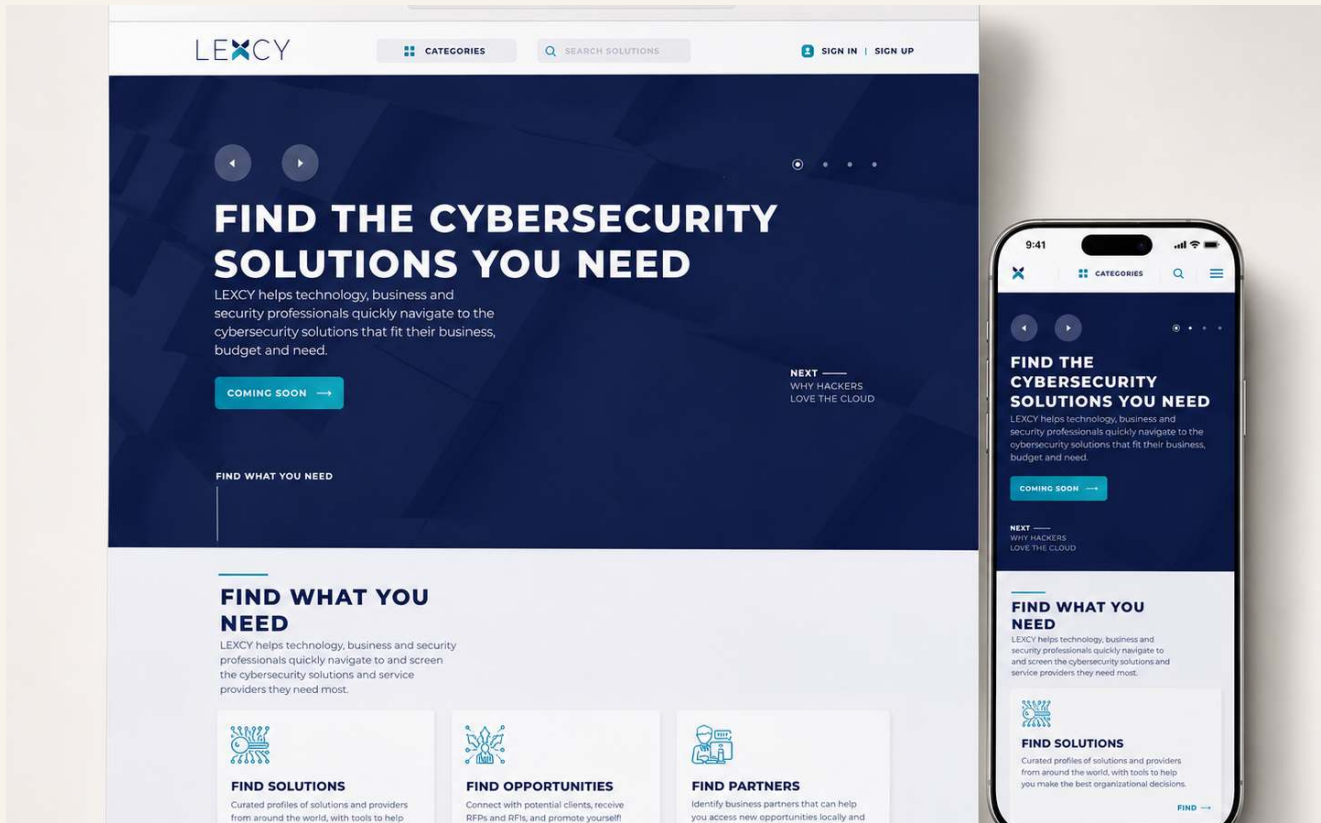 LEXCY
CATEGORIES
SEARCH SOLUTIONS
SIGN IN | SIGN UP
FIND THE CYBERSECURITY
SOLUTIONS YOU NEED
LEXCY helps technology, business and
security professionals quickly navigate to the
cybersecurity solutions that fit their business,
budget and need.
COMING SOON →
NEXT
WHY HACKERS
LOVE THE CLOUD
FIND WHAT YOU NEED
FIND WHAT YOU
NEED
LEXCY helps technology, business and security
professionals quickly navigate to and screen
the cybersecurity solutions and service
providers they need most.
FIND SOLUTIONS
Curated profiles of solutions and providers
from around the world, with tools to help
FIND OPPORTUNITIES
Connect with potential clients, receive
RFPs and RFIs, and promote yourself!
FIND PARTNERS
Identify business partners that can help
you access new opportunities locally and
9:41
CATEGORIES
FIND THE
CYBERSECURITY
SOLUTIONS YOU NEED
LEXCY helps technology, business and
security professionals quickly navigate to the
cybersecurity solutions that fit their business,
budget and need.
COMING SOON →
NEXT
WHY HACKERS
LOVE THE CLOUD
FIND WHAT YOU
NEED
LEXCY helps technology, business and
security professionals quickly navigate to
and screen the cybersecurity solutions and
service providers they need most.
FIND SOLUTIONS
Curated profiles of solutions and providers
from around the world, with tools to help
you make the best organizational decisions.
FIND →